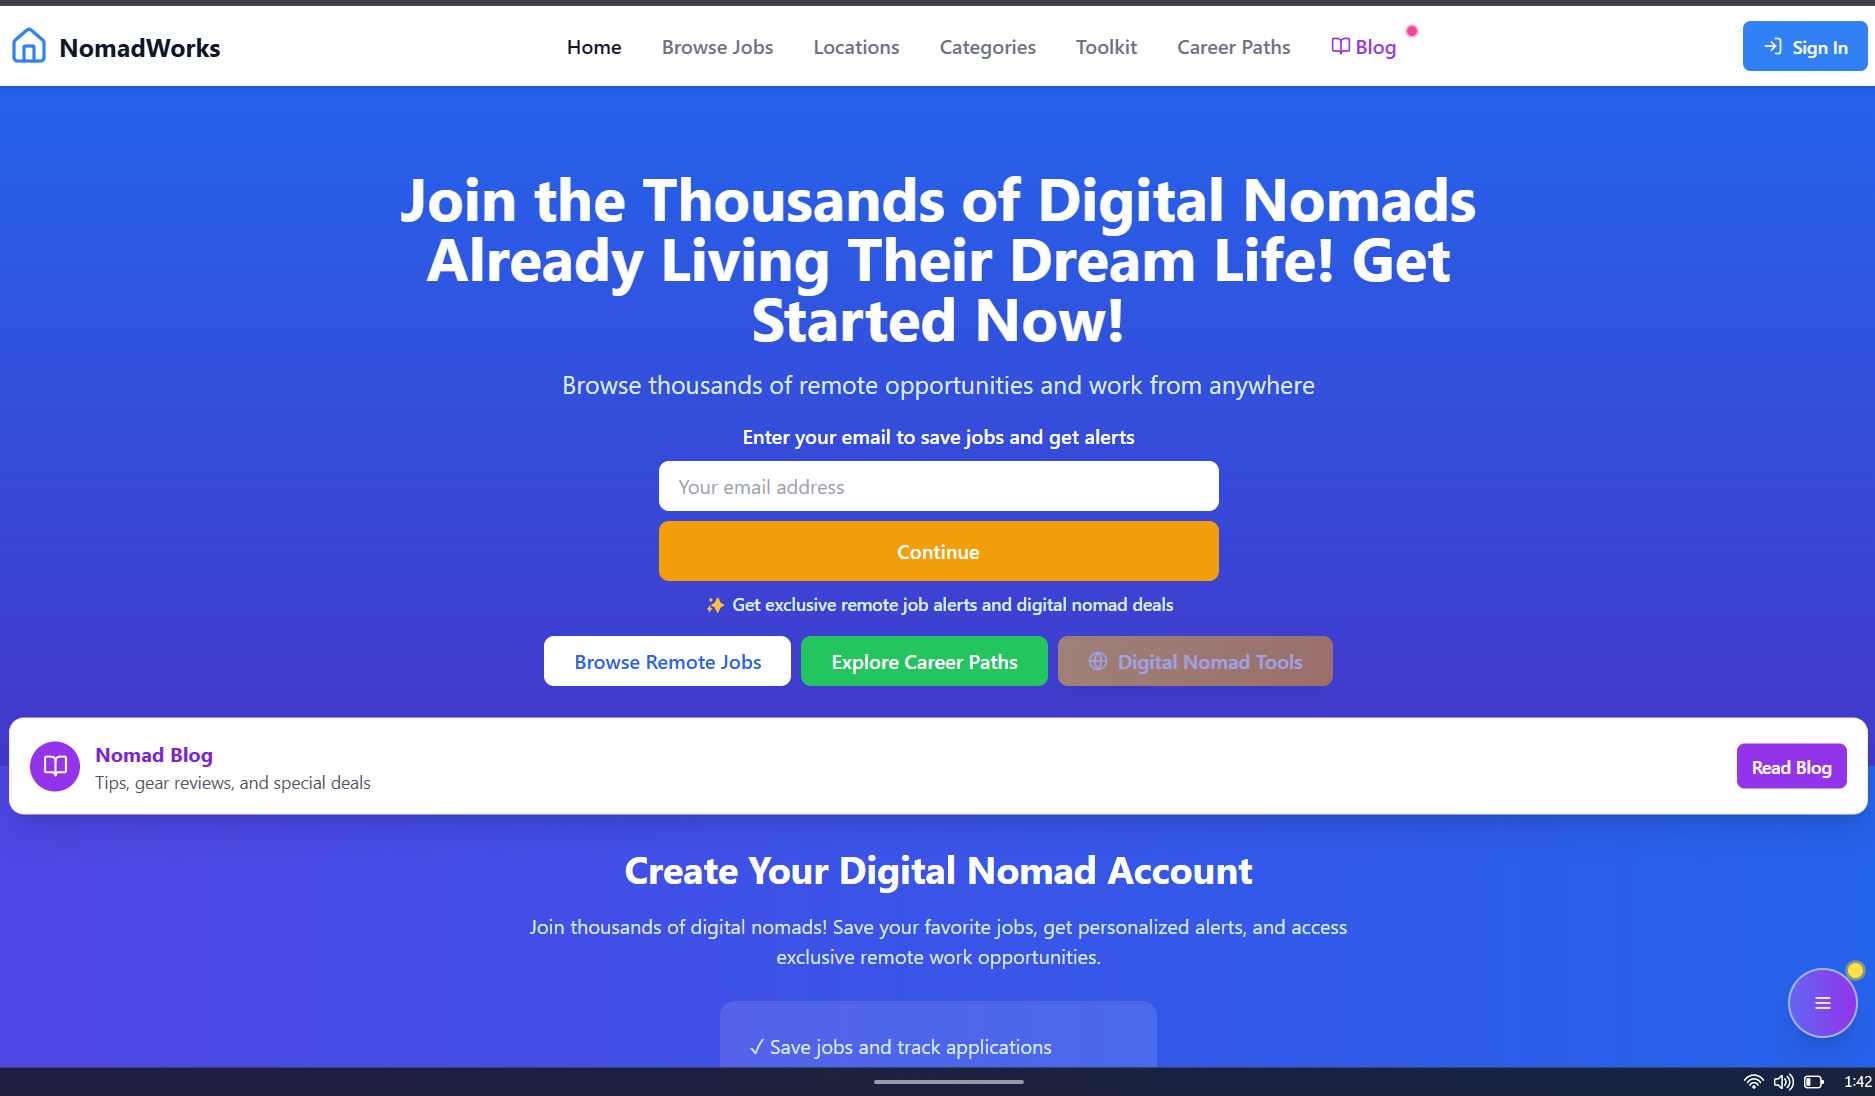 NomadWorks
Home
Browse Jobs
Locations
Categories
Toolkit
Career Paths
Blog
Sign In
Join the Thousands of Digital Nomads
Already Living Their Dream Life! Get
Started Now!
Browse thousands of remote opportunities and work from anywhere
Enter your email to save jobs and get alerts
Your email address
Continue
✨ Get exclusive remote job alerts and digital nomad deals
Browse Remote Jobs
Explore Career Paths
Digital Nomad Tools
Nomad Blog
Tips, gear reviews, and special deals
Read Blog
Create Your Digital Nomad Account
Join thousands of digital nomads! Save your favorite jobs, get personalized alerts, and access
exclusive remote work opportunities.
✓ Save jobs and track applications
1:42